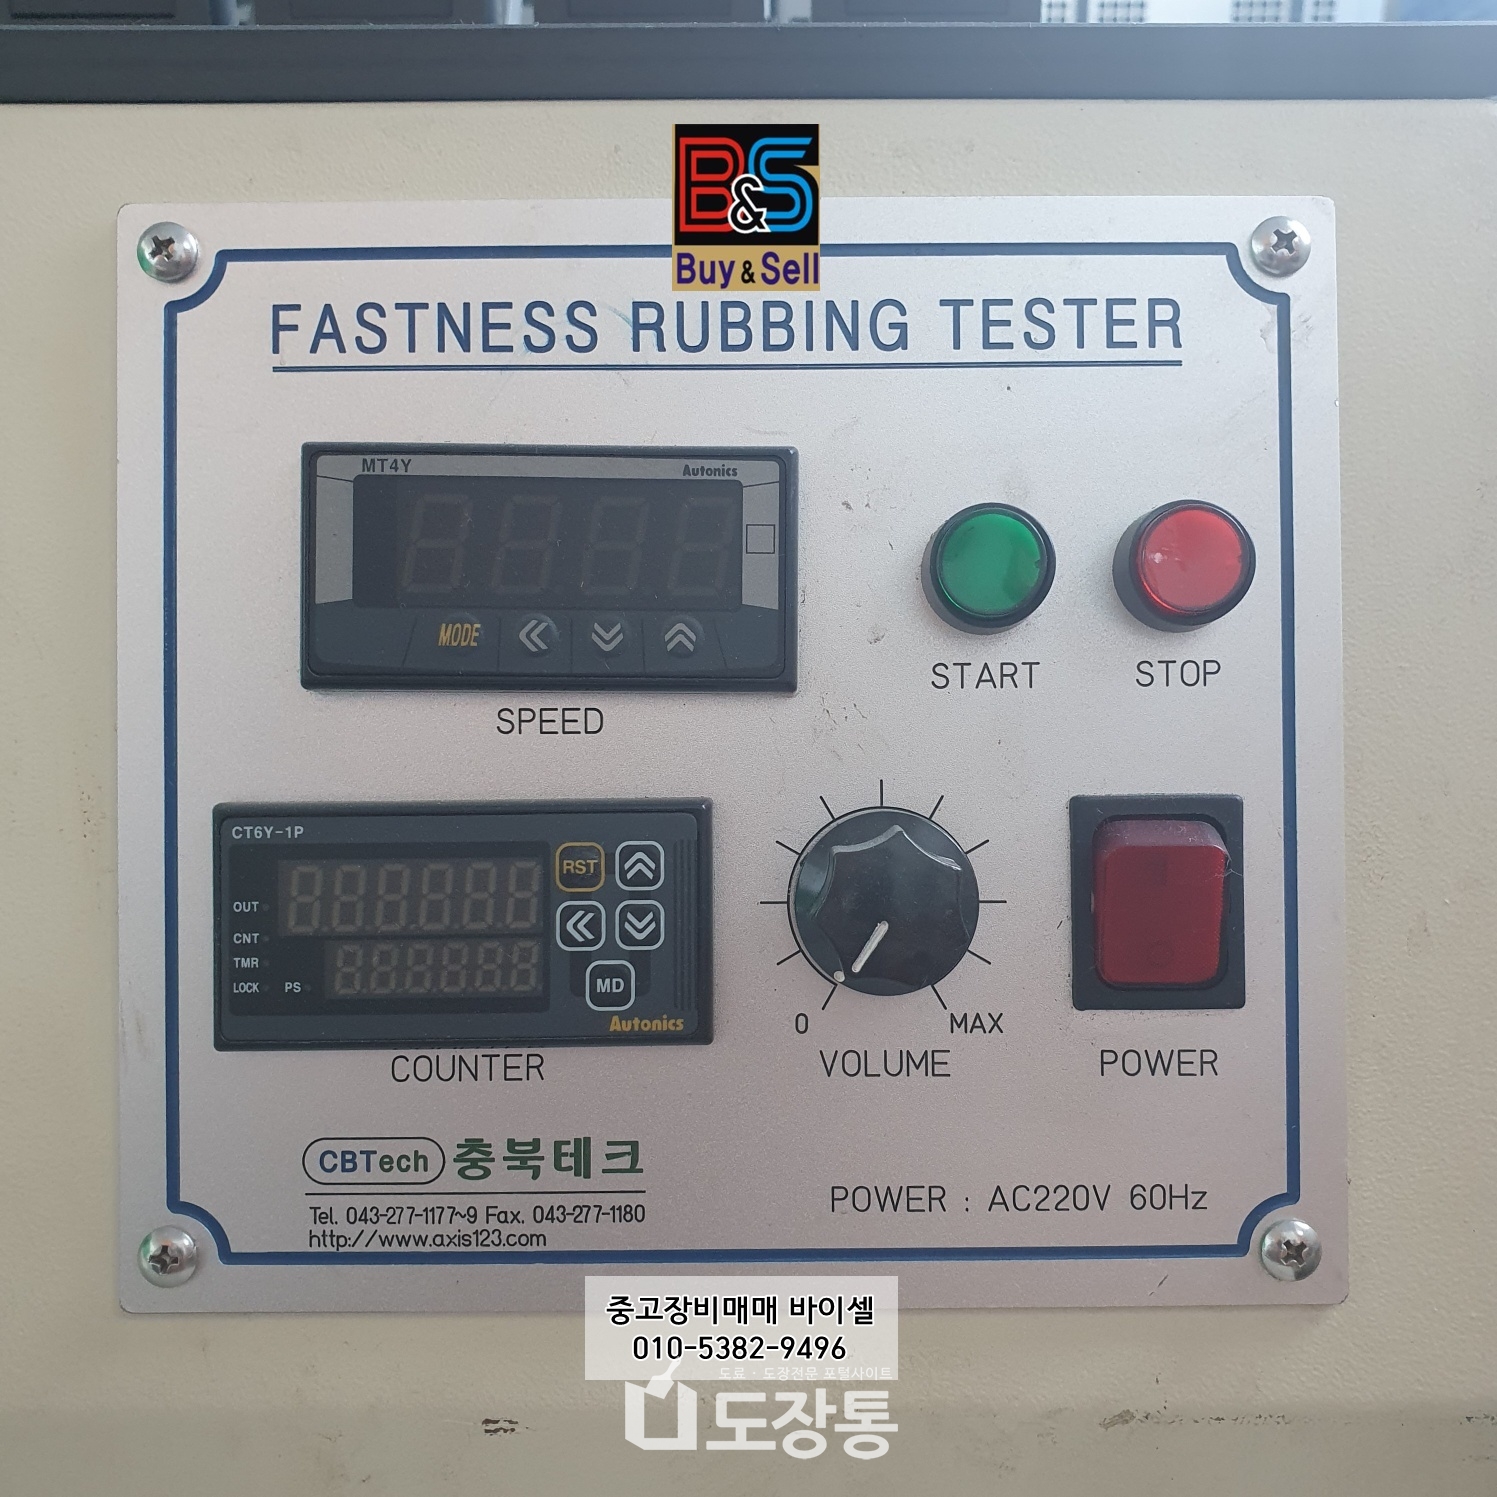 B&S
Buy & Sell
FASTNESS RUBBING TESTER
MT4Y
Autonics
MODE
SPEED
START
STOP
CT6Y-1P
RST
OUT
CNT
TMR
LOCK
PS
MD
Autonics
COUNTER
0
MAX
VOLUME
POWER
CBTech 충북테크
Tel. 043-277-1177~9 Fax. 043-277-1180
http://www.axis123.com
POWER : AC220V 60Hz
중고장비매매 바이셀
010-5382-9496
도료 · 도장전문 포털사이트
도장통